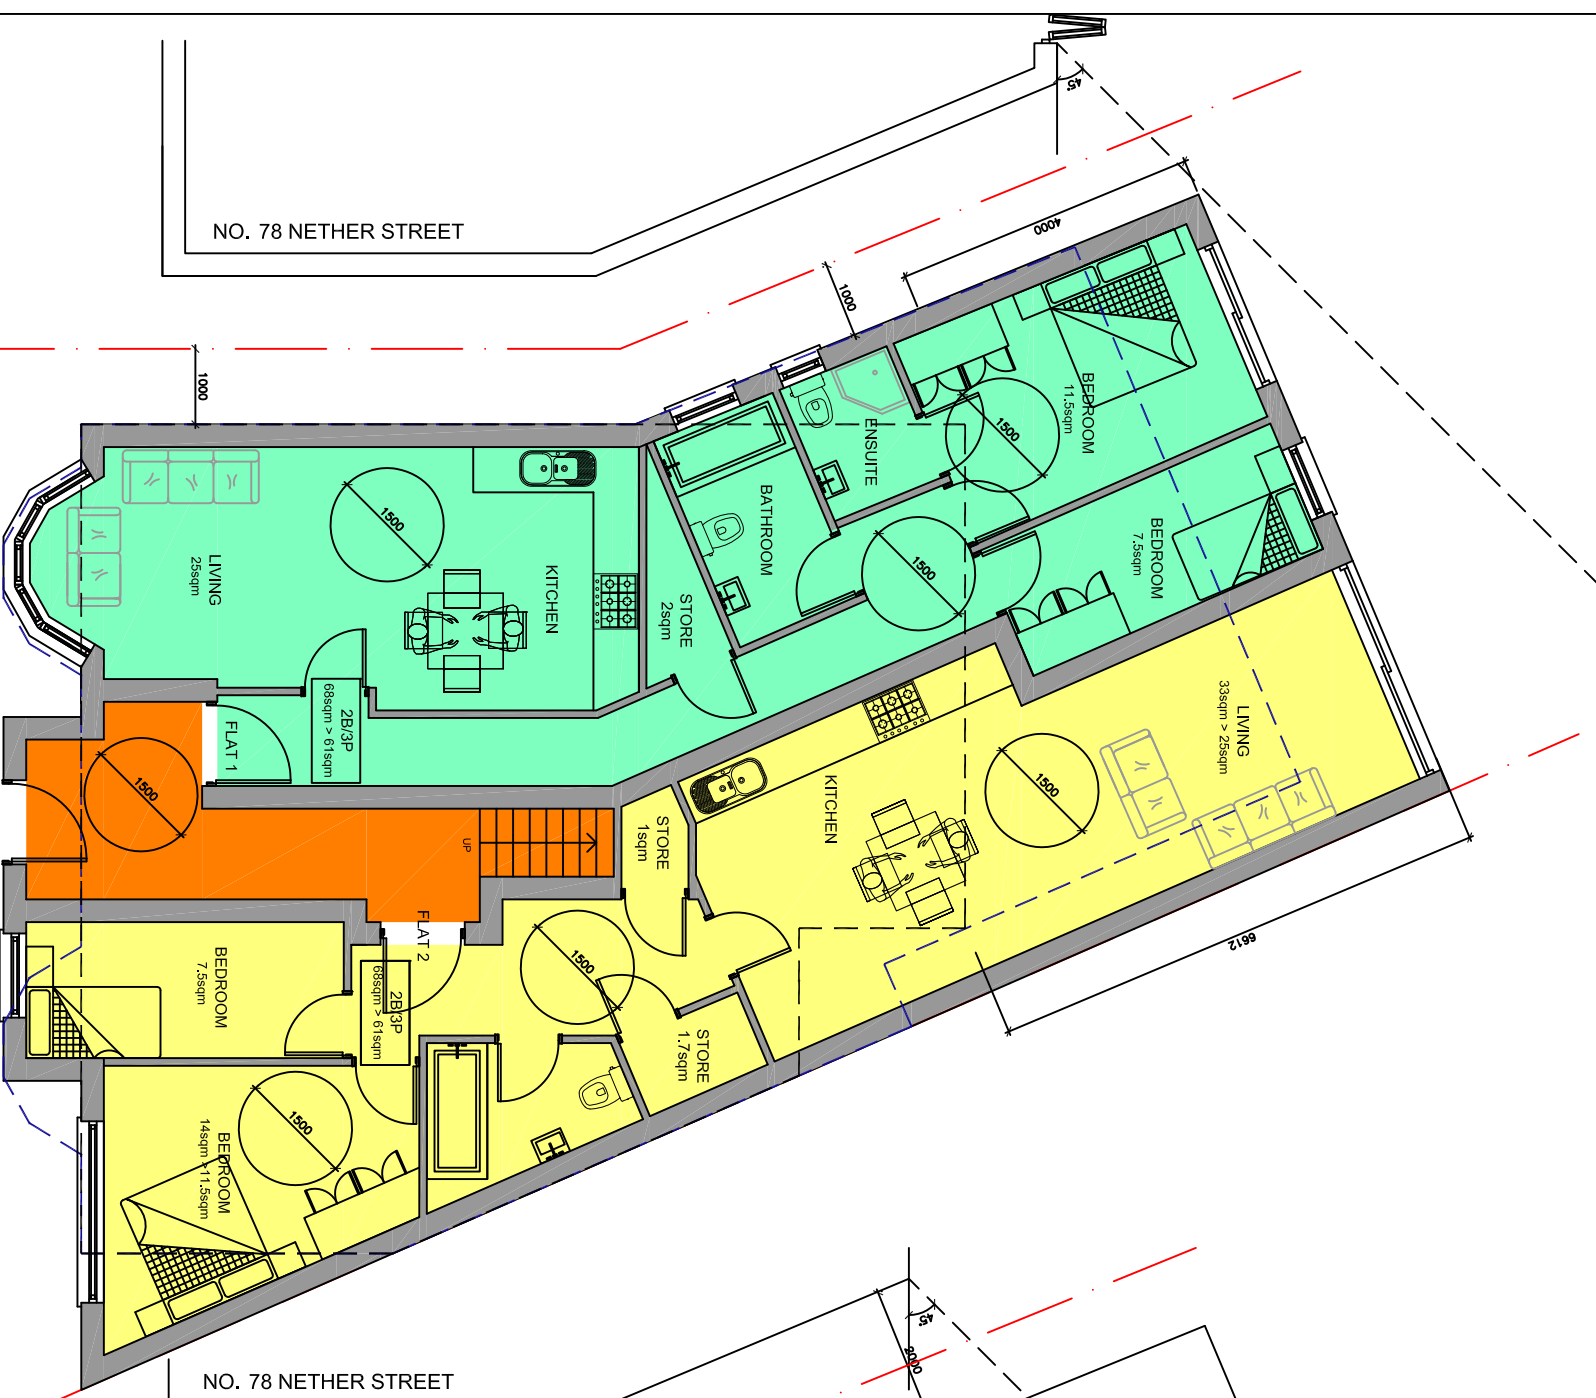 NO. 78 NETHER STREET
45°
4000
1000
1000
BEDROOM
11.5sqm
1500
ENSUITE
BATHROOM
BEDROOM
7.5sqm
1500
1500
LIVING
25sqm
KITCHEN
STORE
2sqm
2B/3P
68sqm > 61sqm
FLAT 1
LIVING
33sqm > 25sqm
1500
KITCHEN
1500
UP
STORE
1sqm
FLAT 2
6612
1500
2B/3P
68sqm > 61sqm
BEDROOM
7.5sqm
STORE
1.7sqm
1500
BEDROOM
14sqm >11.5sqm
45°
2000
NO. 78 NETHER STREET